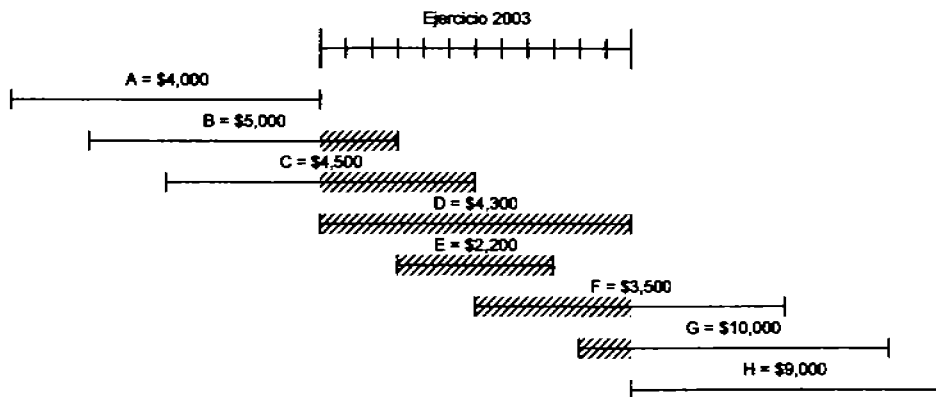 Ejercicio 2003
A = $4,000
B = $5,000
C = $4,500
D = $4,300
E = $2,200
F = $3,500
G = $10,000
H = $9,000